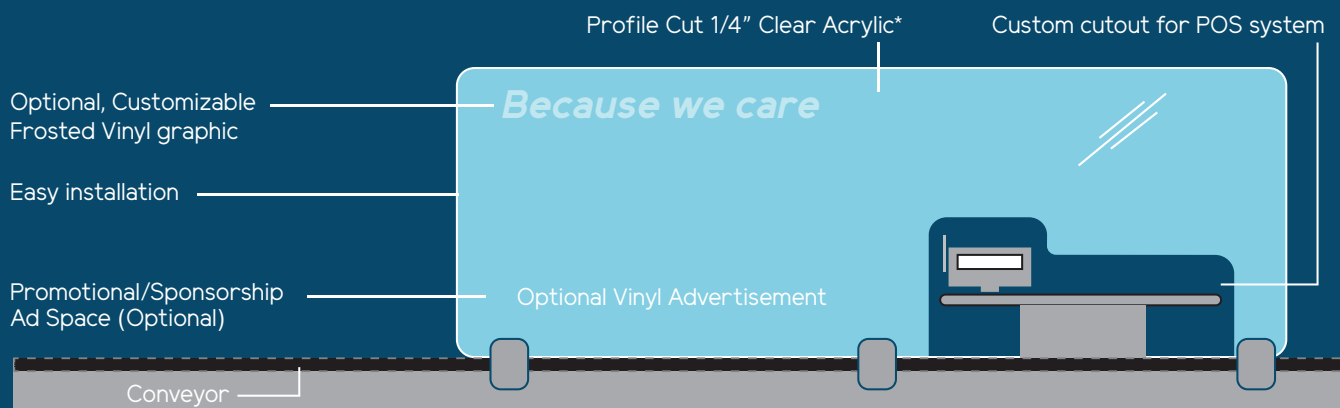 Profile Cut 1/4" Clear Acrylic*
Custom cutout for POS system
Optional, Customizable
Frosted Vinyl graphic
Because we care
Easy installation
Promotional/Sponsorship
Ad Space (Optional)
Optional Vinyl Advertisement
Conveyor